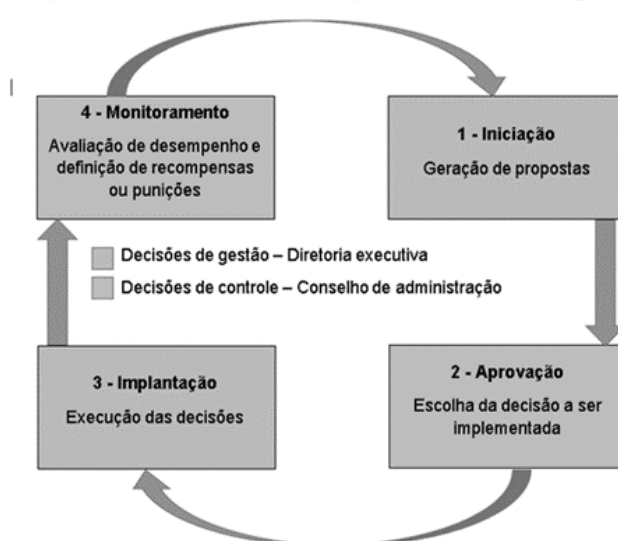 4 - Monitoramento
Avaliação de desempenho e
definição de recompensas
ou punições
1 - Iniciação
Geração de propostas
Decisões de gestão – Diretoria executiva
Decisões de controle – Conselho de administração
3 - Implantação
Execução das decisões
2 - Aprovação
Escolha da decisão a ser
implementada